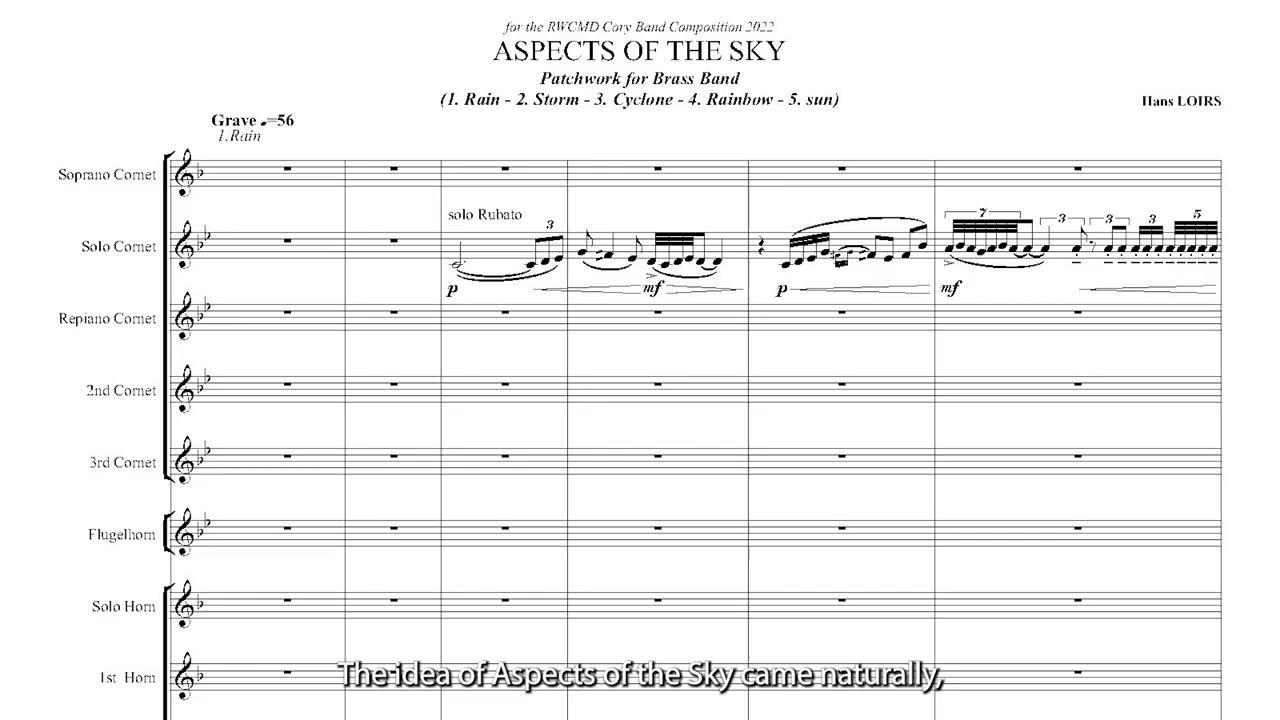 for the RWCMD Cory Band Composition 2022
ASPECTS OF THE SKY
Patchwork for Brass Band
(1. Rain - 2. Storm - 3. Cyclone - 4. Rainbow - 5. sun)
Hans LOIRS
Grave ♩=56
1.Rain
Soprano Cornet
solo Rubato
3
7
3
3
3
5
Solo Cornet
p
mf
p
mf
Repiano Cornet
2nd Cornet
3rd Cornet
Flugelhorn
Solo Horn
1st Horn
The idea of Aspects of the Sky came naturally,